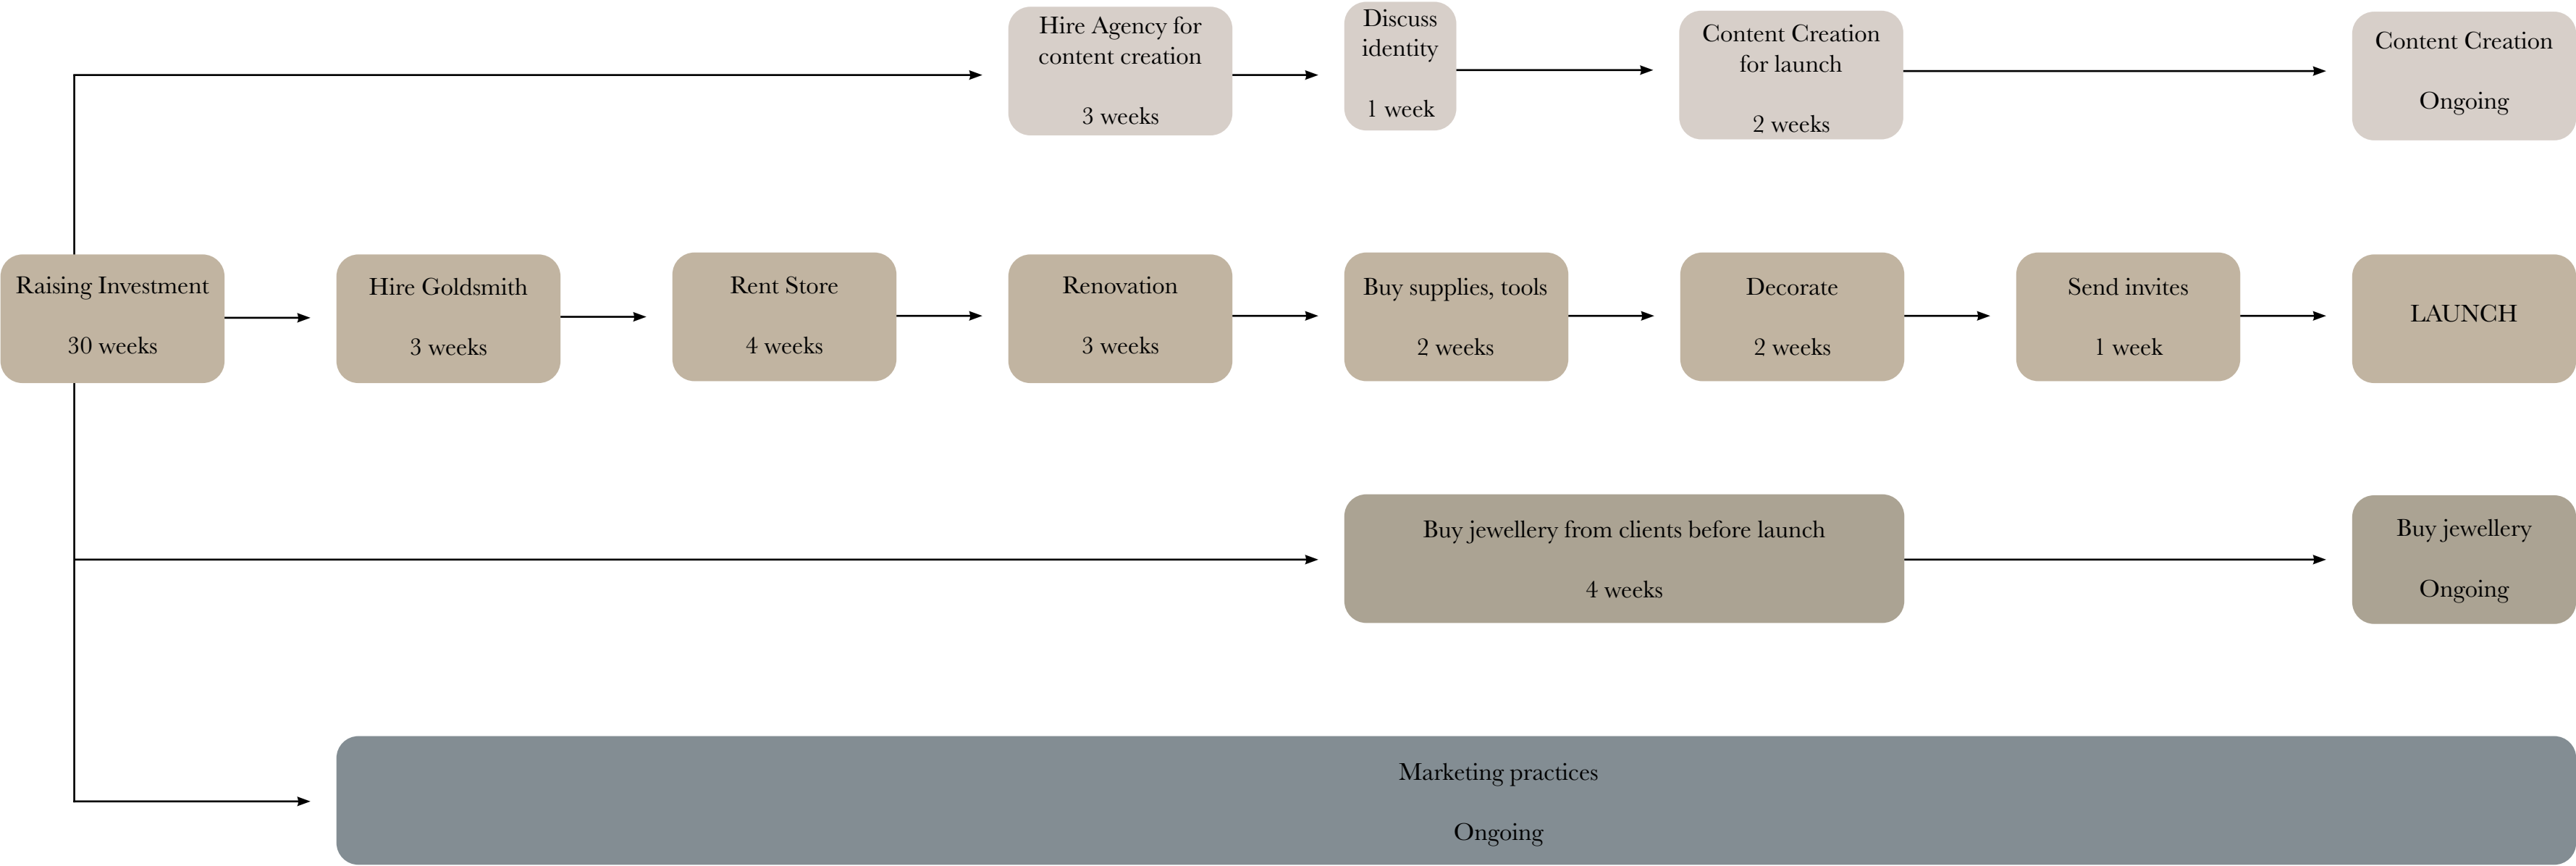 Hire Agency for
content creation
3 weeks
Discuss
identity
1 week
Content Creation
for launch
2 weeks
Content Creation
Ongoing
Raising Investment
30 weeks
Hire Goldsmith
3 weeks
Rent Store
4 weeks
Renovation
3 weeks
Buy supplies, tools
2 weeks
Decorate
2 weeks
Send invites
1 week
LAUNCH
Buy jewellery from clients before launch
4 weeks
Buy jewellery
Ongoing
Marketing practices
Ongoing